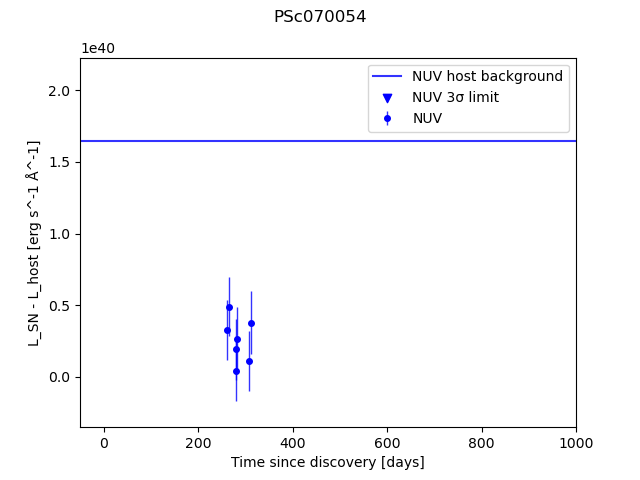 PSc070054
1e40
NUV host background
NUV 3σ limit
NUV
2.0
1.5
1.0
0.5
0.0
L_SN - L_host [erg s^-1 Å^-1]
0 200 400 600 800 1000
Time since discovery [days]